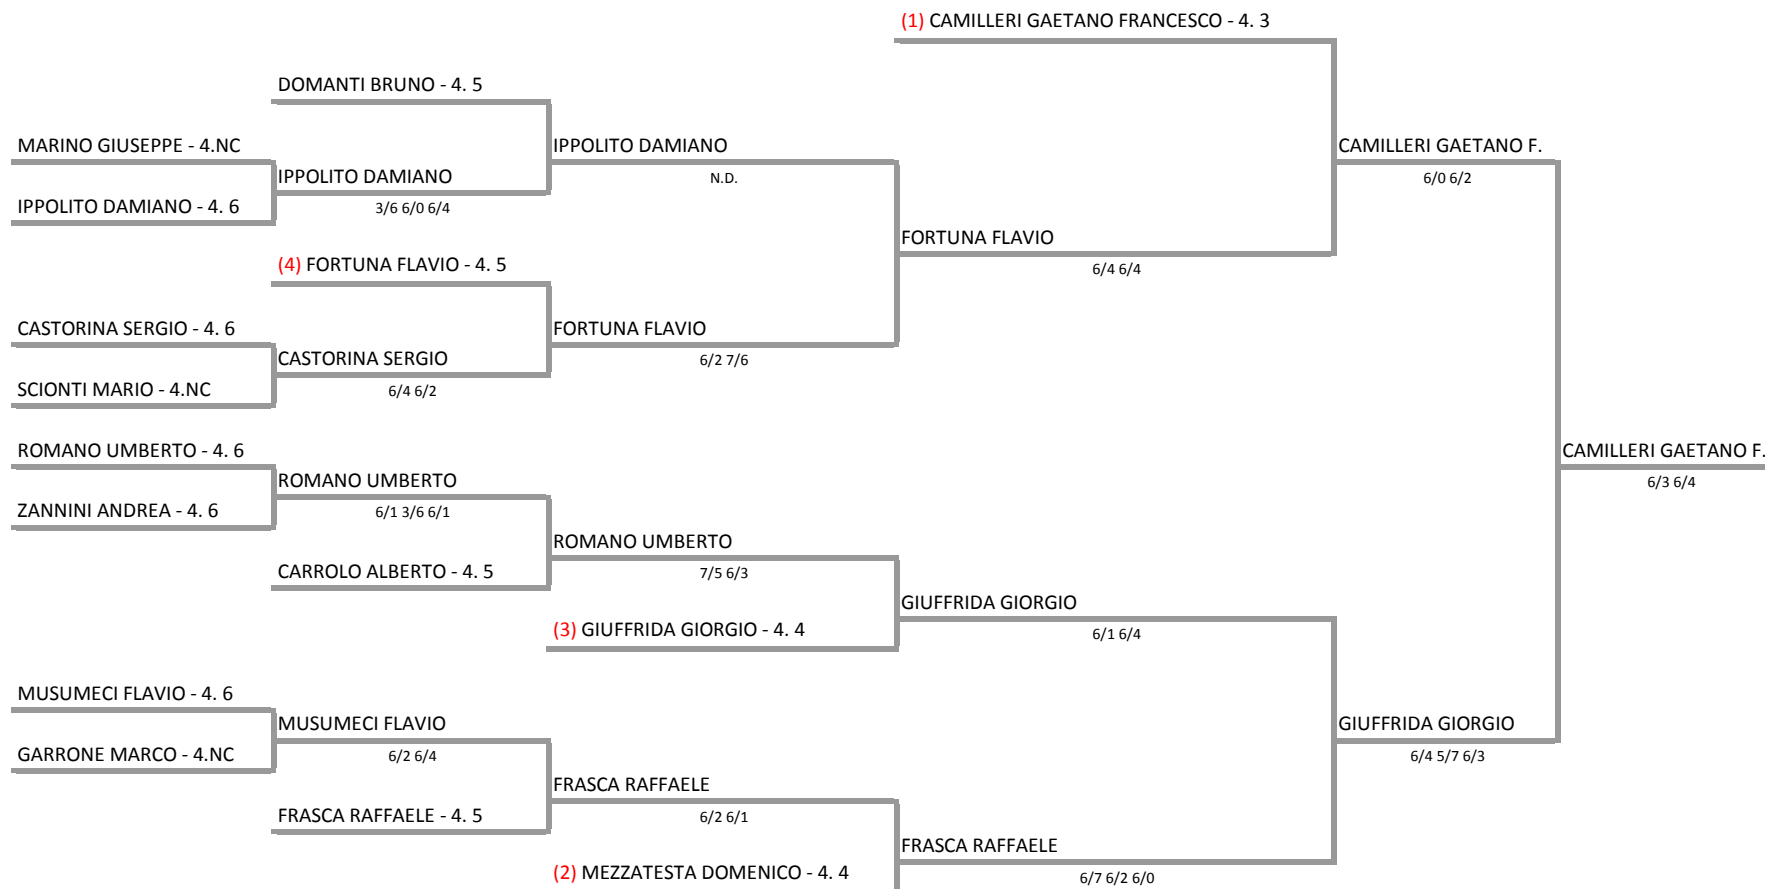 (1) CAMILLERI GAETANO FRANCESCO - 4. 3
DOMANTI BRUNO - 4. 5
MARINO GIUSEPPE - 4.NC
IPPOLITO DAMIANO
CAMILLERI GAETANO F.
IPPOLITO DAMIANO
N.D.
6/0 6/2
IPPOLITO DAMIANO - 4. 6
3/6 6/0 6/4
FORTUNA FLAVIO
(4) FORTUNA FLAVIO - 4. 5
6/4 6/4
CASTORINA SERGIO - 4. 6
FORTUNA FLAVIO
CASTORINA SERGIO
6/2 7/6
SCIONTI MARIO - 4.NC
6/4 6/2
ROMANO UMBERTO - 4. 6
CAMILLERI GAETANO F.
ROMANO UMBERTO
6/3 6/4
ZANNINI ANDREA - 4. 6
6/1 3/6 6/1
ROMANO UMBERTO
CARROLO ALBERTO - 4. 5
7/5 6/3
GIUFFRIDA GIORGIO
(3) GIUFFRIDA GIORGIO - 4. 4
6/1 6/4
MUSUMECI FLAVIO - 4. 6
MUSUMECI FLAVIO
GIUFFRIDA GIORGIO
GARRONE MARCO - 4.NC
6/2 6/4
6/4 5/7 6/3
FRASCA RAFFAELE
FRASCA RAFFAELE - 4. 5
6/2 6/1
FRASCA RAFFAELE
(2) MEZZATESTA DOMENICO - 4. 4
6/7 6/2 6/0